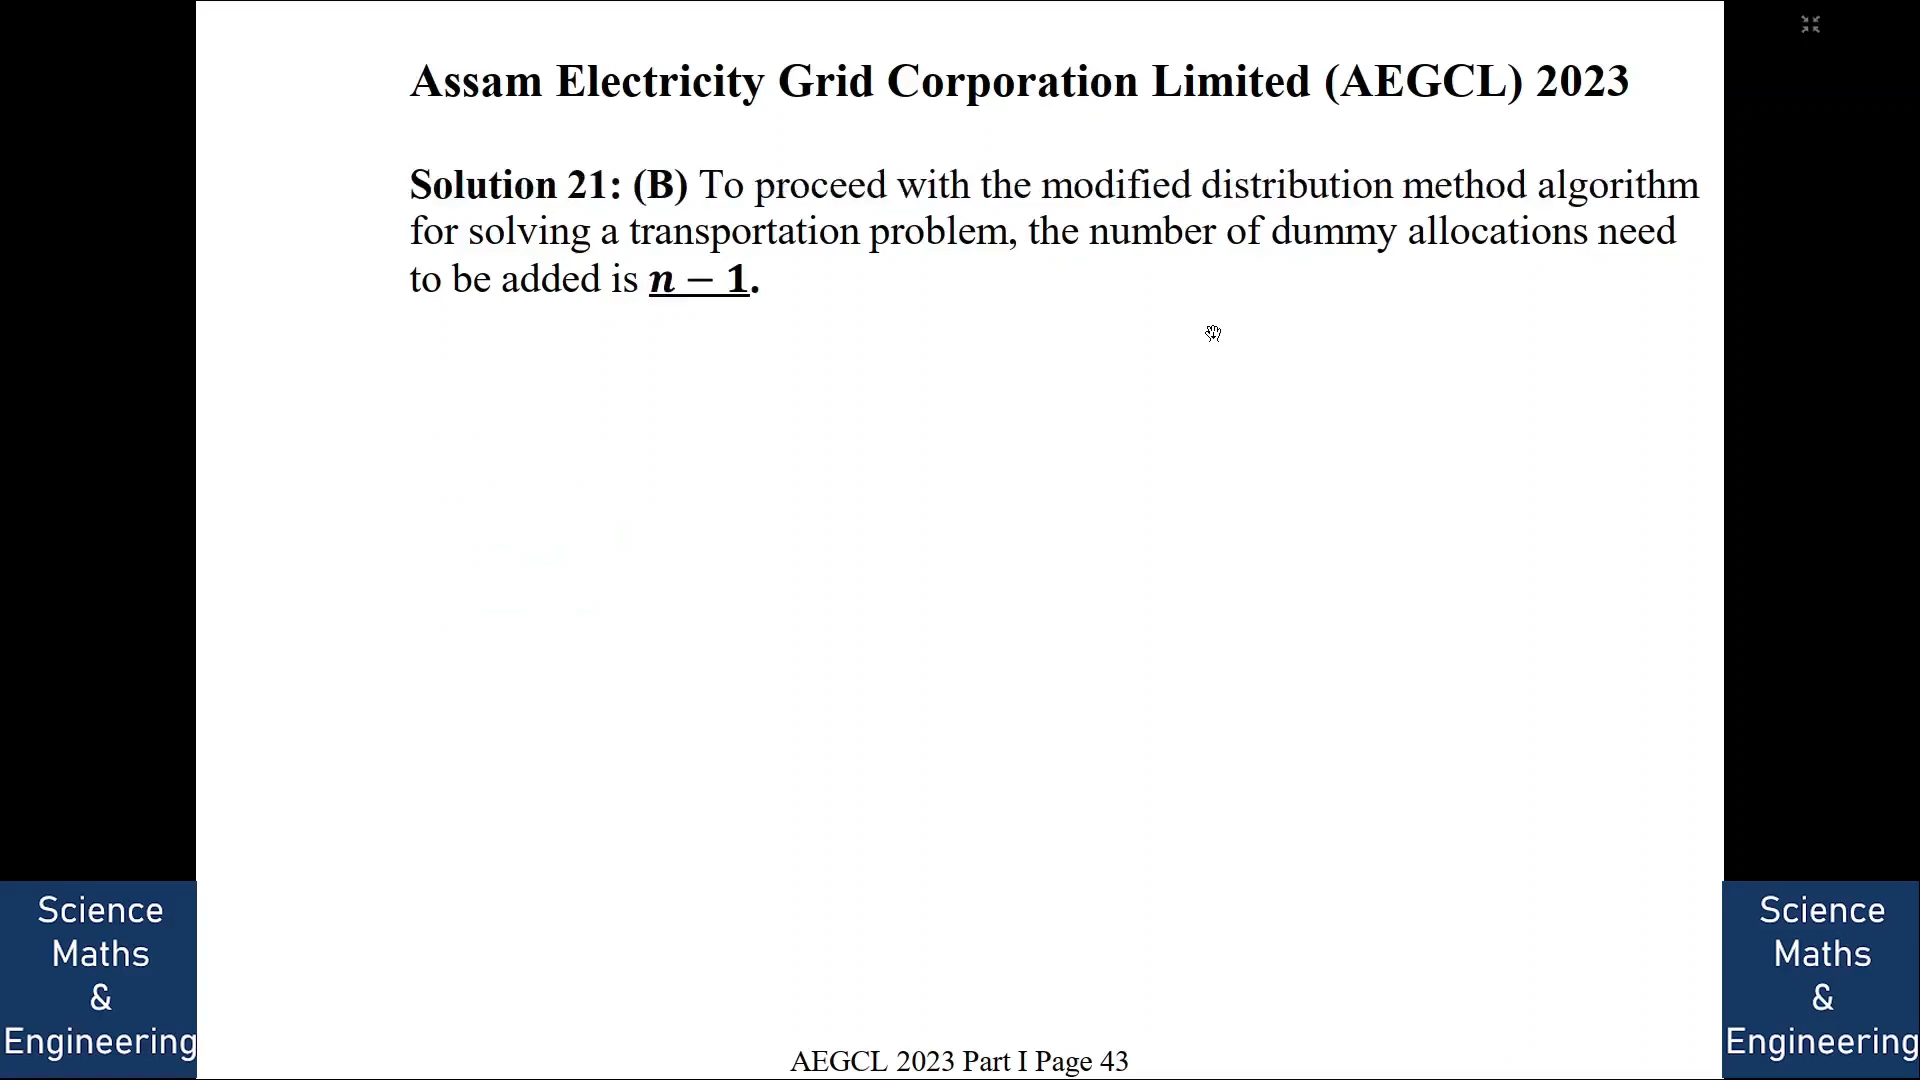 Assam Electricity Grid Corporation Limited (AEGCL) 2023
Solution 21: (B) To proceed with the modified distribution method algorithm
for solving a transportation problem, the number of dummy allocations need
to be added is n − 1.
Science
Maths
&
Engineering
Science
Maths
&
Engineering
AEGCL 2023 Part I Page 43